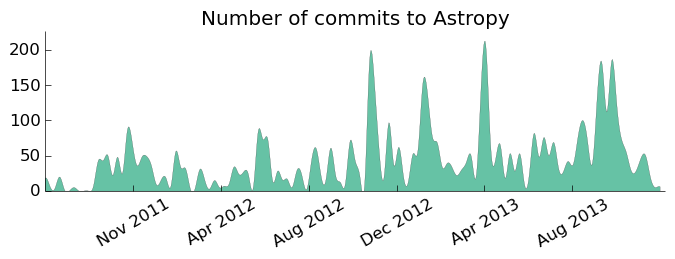 Number of commits to Astropy
200
150
100
50
0
Nov 2011
Apr 2012
Aug 2012
Dec 2012
Apr 2013
Aug 2013